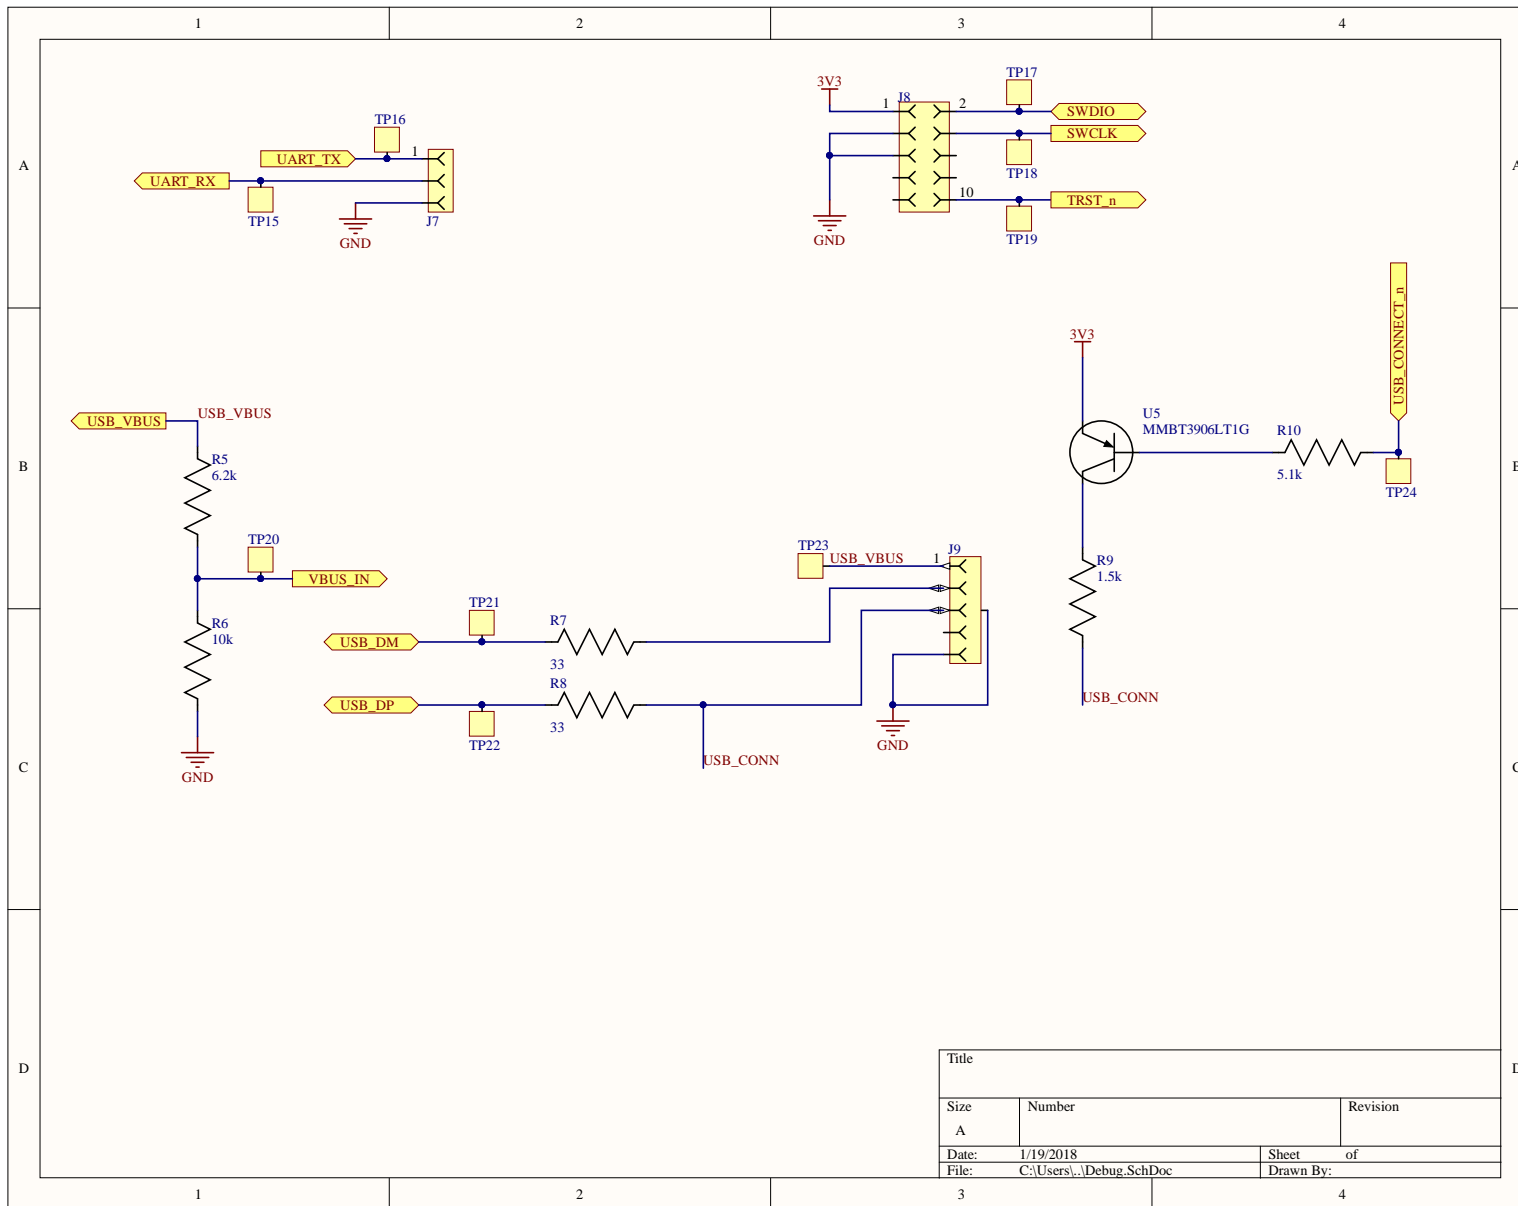 1 2 3 4
A A
B B
C C
D D
TP16
UART_TX 1
UART_RX
TP15 J7
GND
3V3
TP17
J8
1 2 SWDIO
SWCLK
TP18
10 TRST_n
TP19
GND
USB_CONNECT_n
3V3
U5
MMBT3906LT1G
R10
5.1k
TP24
R9
1.5k
USB_CONN
USB_VBUS USB_VBUS
R5
6.2k
TP20
VBUS_IN
R6
10k
GND
TP23 USB_VBUS 1 J9
TP21
R7
USB_DM
33
R8
USB_DP
33
TP22
USB_CONN
GND
Title
Size Number Revision
A
Date: 1/19/2018 Sheet of
File: C:\Users\..\Debug.SchDoc Drawn By:
1 2 3 4